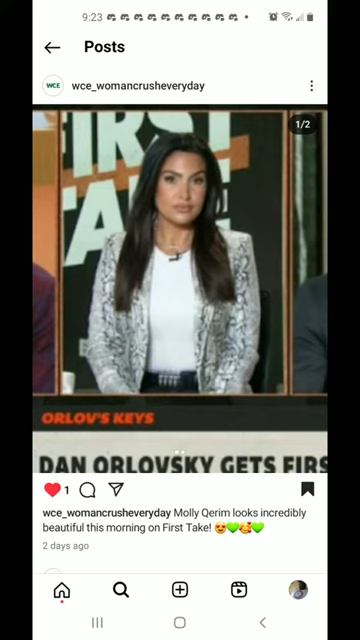 9:23
Posts
WCE
wce_womancrusheveryday
1/2
FIRST
TAKE
ORLOV'S KEYS
DAN ORLOVSKY GETS FIRS
1
wce_womancrusheveryday Molly Qerim looks incredibly
beautiful this morning on First Take! 😍💚🥰💚
2 days ago